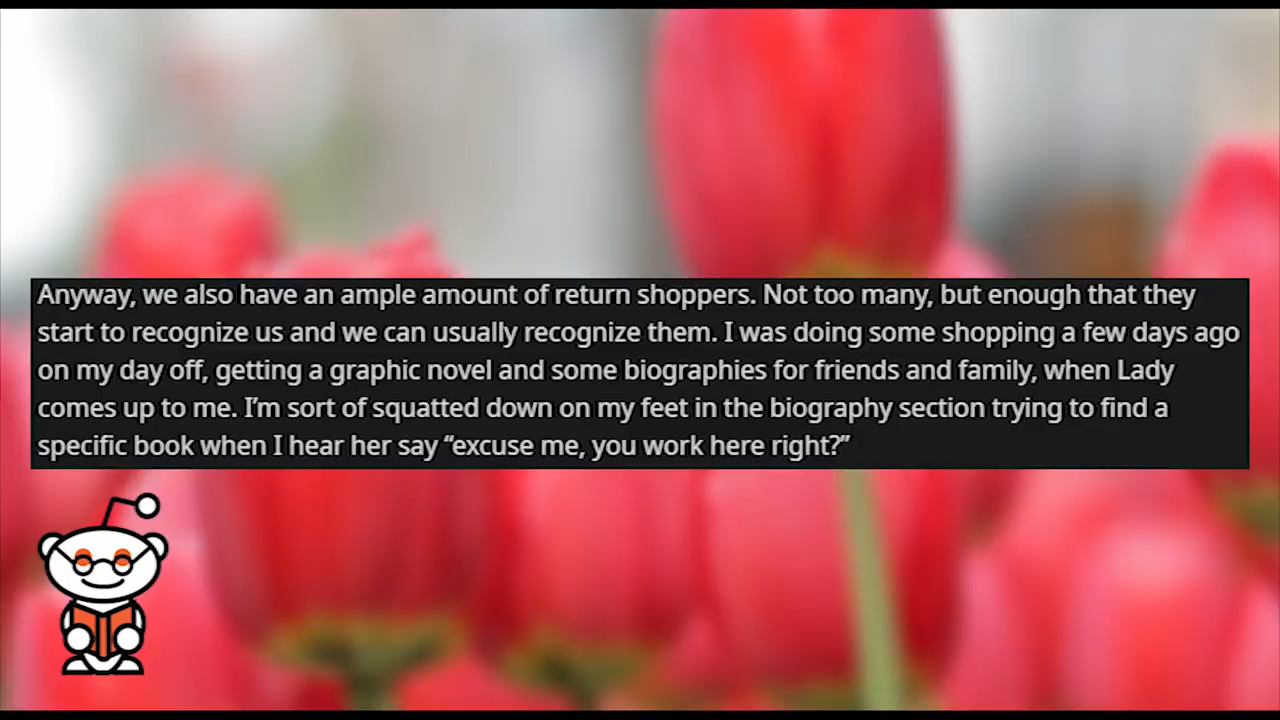 Anyway, we also have an ample amount of return shoppers. Not too many, but enough that they
start to recognize us and we can usually recognize them. I was doing some shopping a few days ago
on my day off, getting a graphic novel and some biographies for friends and family, when Lady
comes up to me. I’m sort of squatted down on my feet in the biography section trying to find a
specific book when I hear her say “excuse me, you work here right?”